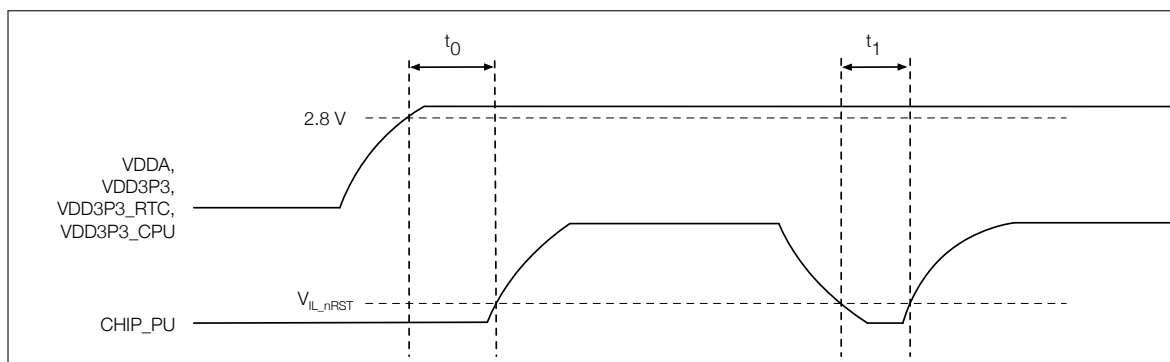 t0
t1
2.8 V
VDDA,
VDD3P3,
VDD3P3_RTC,
VDD3P3_CPU
VIL_nRST
CHIP_PU